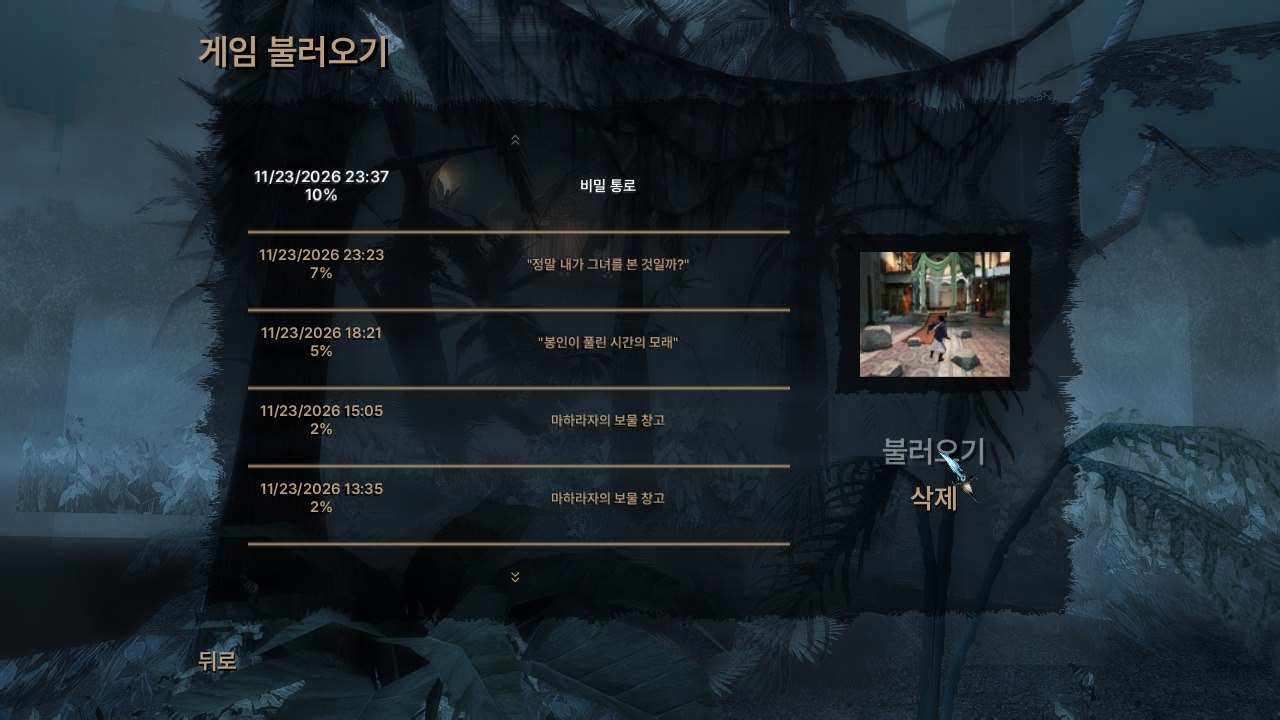 게임 불러오기
11/23/2026 23:37
10%
비밀 통로
11/23/2026 23:23
7%
"정말 내가 그녀를 본 것일까?"
11/23/2026 18:21
5%
"봉인이 풀린 시간의 모래"
11/23/2026 15:05
2%
마하라자의 보물 창고
11/23/2026 13:35
2%
마하라자의 보물 창고
불러오기
삭제
뒤로